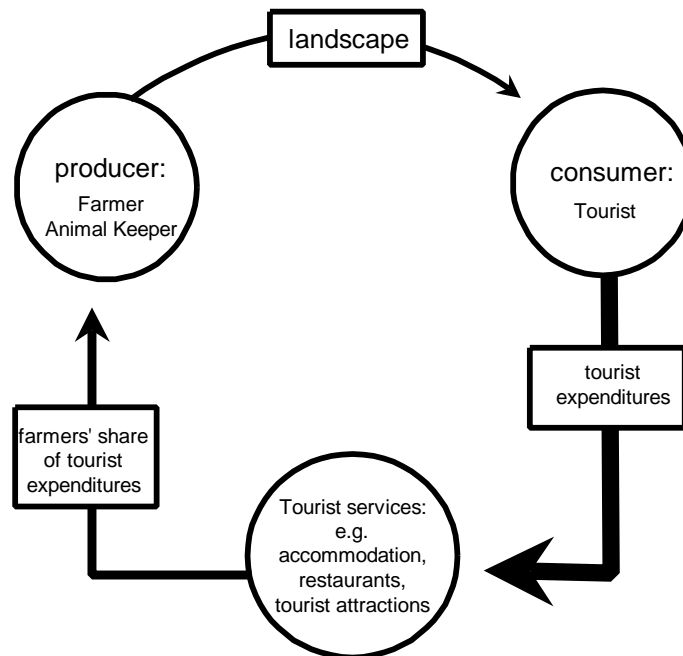 landscape
producer:
Farmer
Animal Keeper
consumer:
Tourist
tourist
expenditures
farmers' share
of tourist
expenditures
Tourist services:
e.g.
accommodation,
restaurants,
tourist attractions